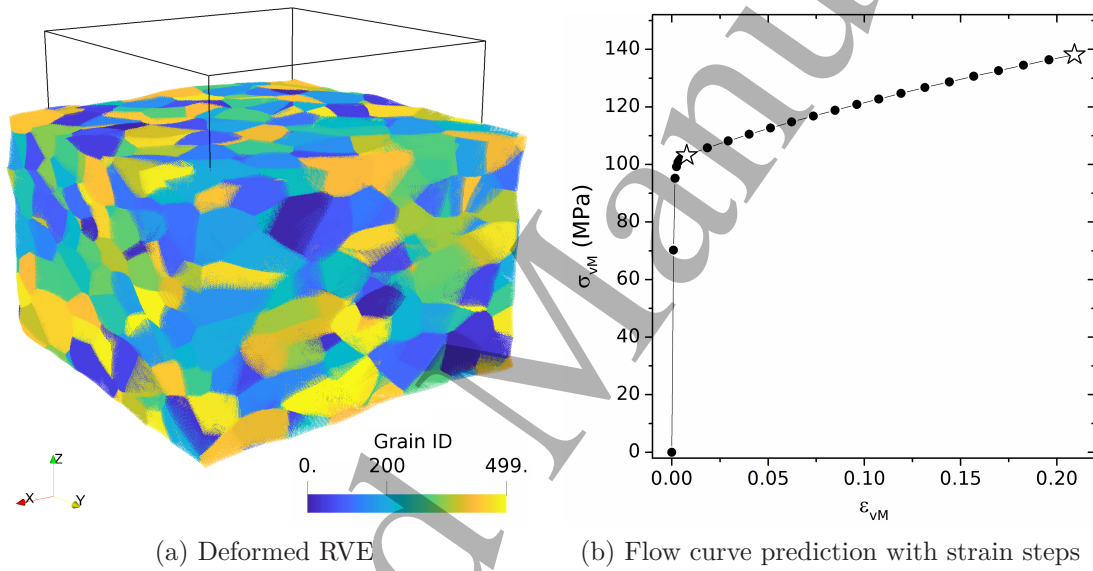 Grain ID
0. 200 499.
Z
X Y
(a) Deformed RVE
140
120
100
80
60
40
20
0
σvM (MPa)
0.00 0.05 0.10 0.15 0.20
εvM
(b) Flow curve prediction with strain steps